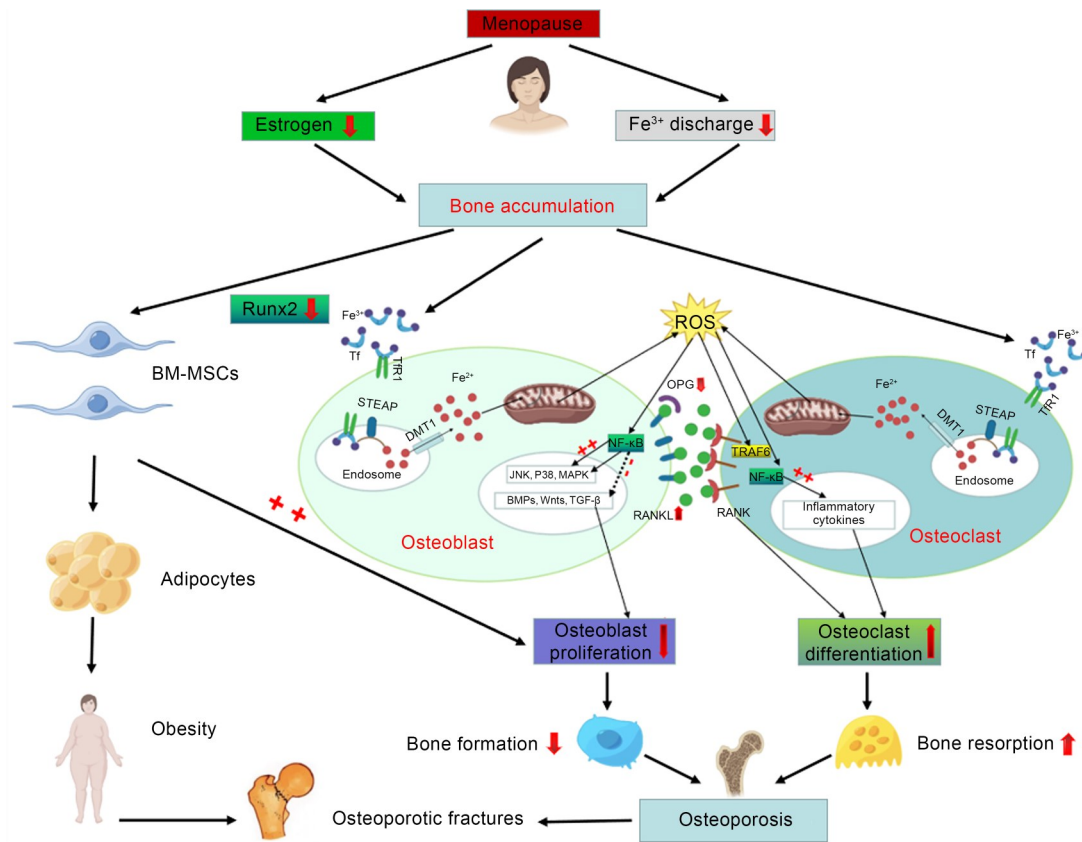 Menopause
Estrogen
Fe³⁺ discharge
Bone accumulation
Runx2
Fe³⁺
Tf
TfR1
BM-MSCs
ROS
Fe³⁺
Tf
TfR1
Fe²⁺
STEAP
DMT1
Endosome
OPG
NF-κB
JNK, P38, MAPK
BMPs, Wnts, TGF-β
RANKL
RANK
TRAF6
NF-κB
Inflammatory
cytokines
Fe²⁺
DMT1
STEAP
Endosome
Osteoblast
Osteoclast
Adipocytes
Osteoblast
proliferation
Osteoclast
differentiation
Obesity
Bone formation
Bone resorption
Osteoporotic fractures
Osteoporosis